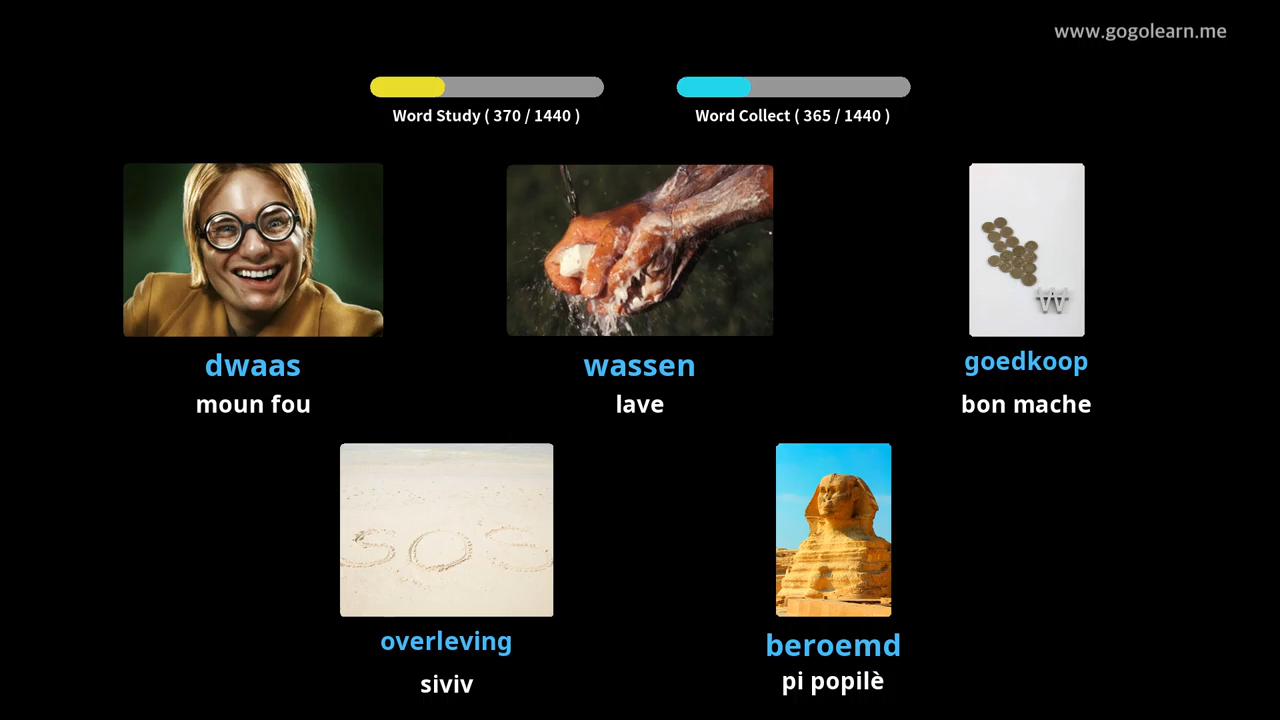 www.gogolearn.me
Word Study ( 370 / 1440 )
Word Collect ( 365 / 1440 )
dwaas
moun fou
wassen
lave
goedkoop
bon mache
SOS
overleving
siviv
beroemd
pi popilè